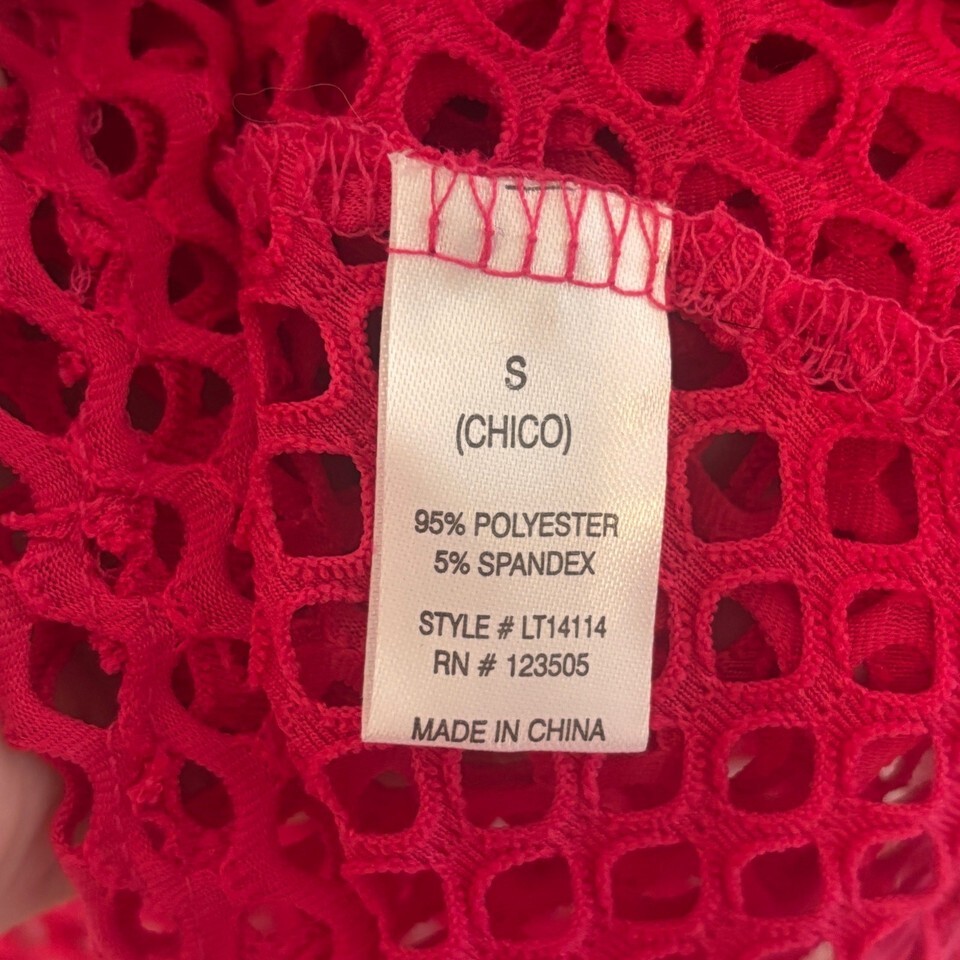 S
(CHICO)
95% POLYESTER
5% SPANDEX
STYLE # LT14114
RN # 123505
MADE IN CHINA